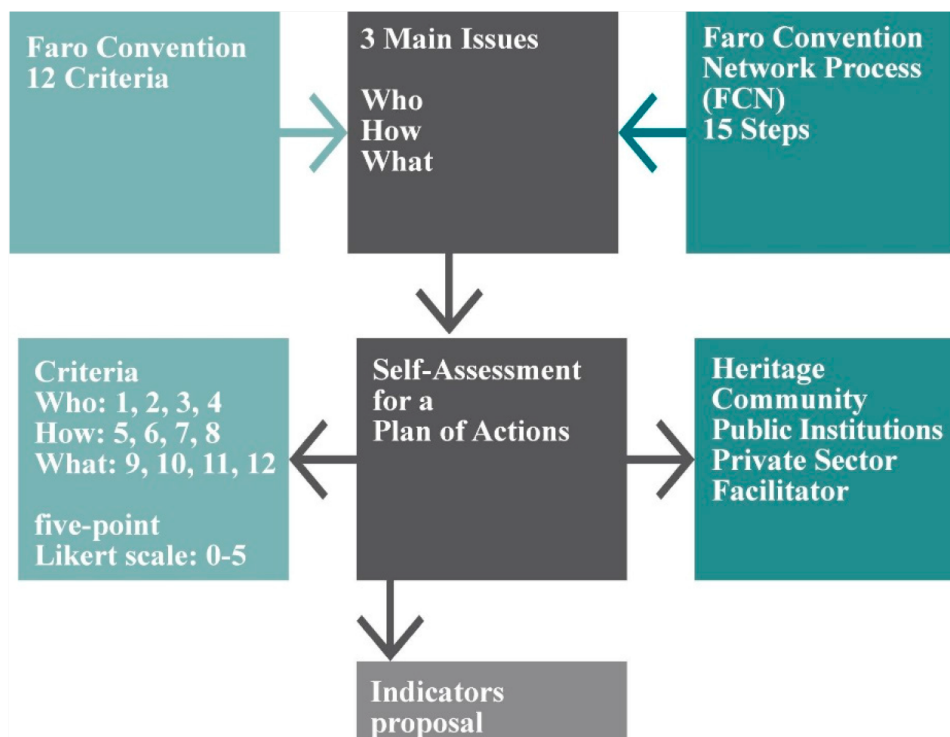 Faro Convention
12 Criteria
3 Main Issues
Who
How
What
Faro Convention
Network Process
(FCN)
15 Steps
Criteria
Who: 1, 2, 3, 4
How: 5, 6, 7, 8
What: 9, 10, 11, 12
five-point
Likert scale: 0-5
Self-Assessment
for a
Plan of Actions
Heritage
Community
Public Institutions
Private Sector
Facilitator
Indicators
proposal